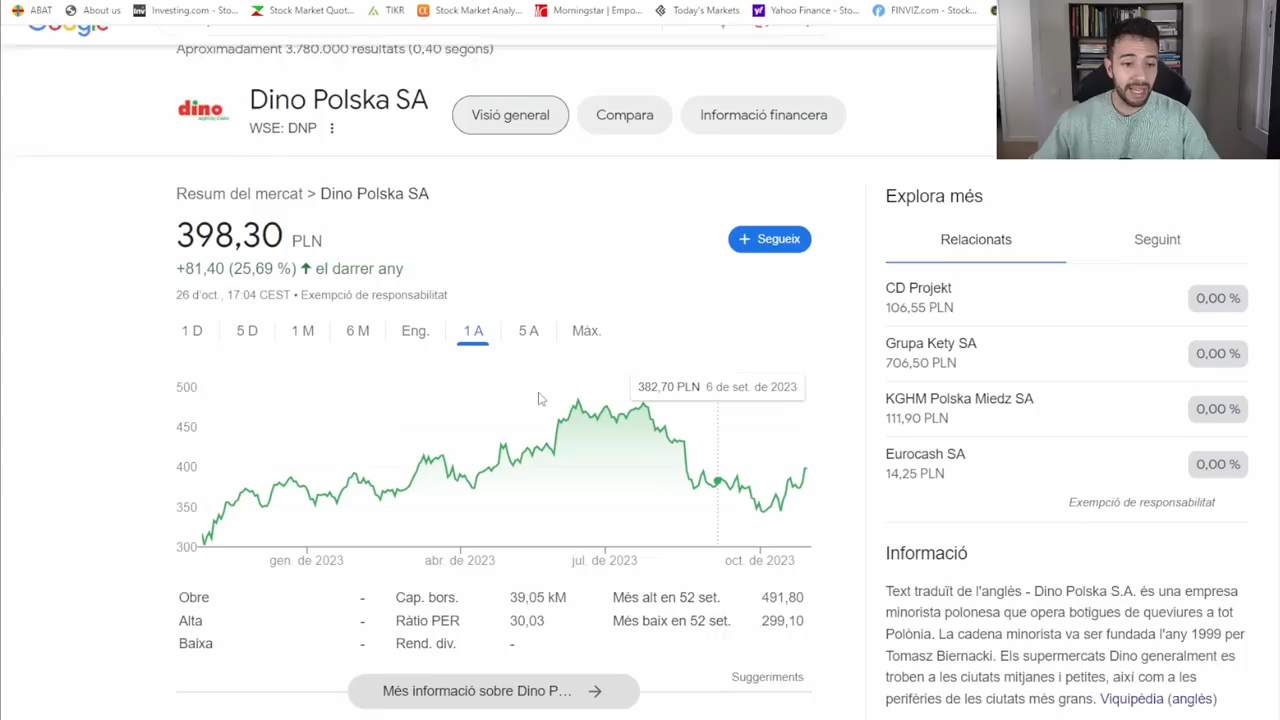 ABAT About us Investing.com - Sto... Stock Market Quot... TIKR Stock Market Analy... Morningstar | Empo... Today's Markets Yahoo Finance - Sto... FINVIZ.com - Stock...
Aproximadament 3.780.000 resultats (0,40 segons)
dino
Dino Polska SA
WSE: DNP
Visió general
Compara
Informació financera
Resum del mercat > Dino Polska SA
398,30 PLN
+ Segueix
+81,40 (25,69 %) ↑ el darrer any
26 d'oct., 17:04 CEST • Exempció de responsabilitat
1 D 5 D 1 M 6 M Eng. 1 A 5 A Màx.
382,70 PLN 6 de set. de 2023
500
450
400
350
300
gen. de 2023 abr. de 2023 jul. de 2023 oct. de 2023
Obre - Cap. bors. 39,05 kM Més alt en 52 set. 491,80
Alta - Ràtio PER 30,03 Més baix en 52 set. 299,10
Baixa - Rend. div. -
Suggeriments
Més informació sobre Dino P... →
Explora més
Relacionats Seguint
CD Projekt
106,55 PLN
0,00 %
Grupa Kety SA
706,50 PLN
0,00 %
KGHM Polska Miedz SA
111,90 PLN
0,00 %
Eurocash SA
14,25 PLN
0,00 %
Exempció de responsabilitat
Informació
Text traduït de l'anglès - Dino Polska S.A. és una empresa
minorista polonesa que opera botigues de queviures a tot
Polònia. La cadena minorista va ser fundada l'any 1999 per
Tomasz Biernacki. Els supermercats Dino generalment es
troben a les ciutats mitjanes i petites, així com a les
perifèries de les ciutats més grans. Viquipèdia (anglès)